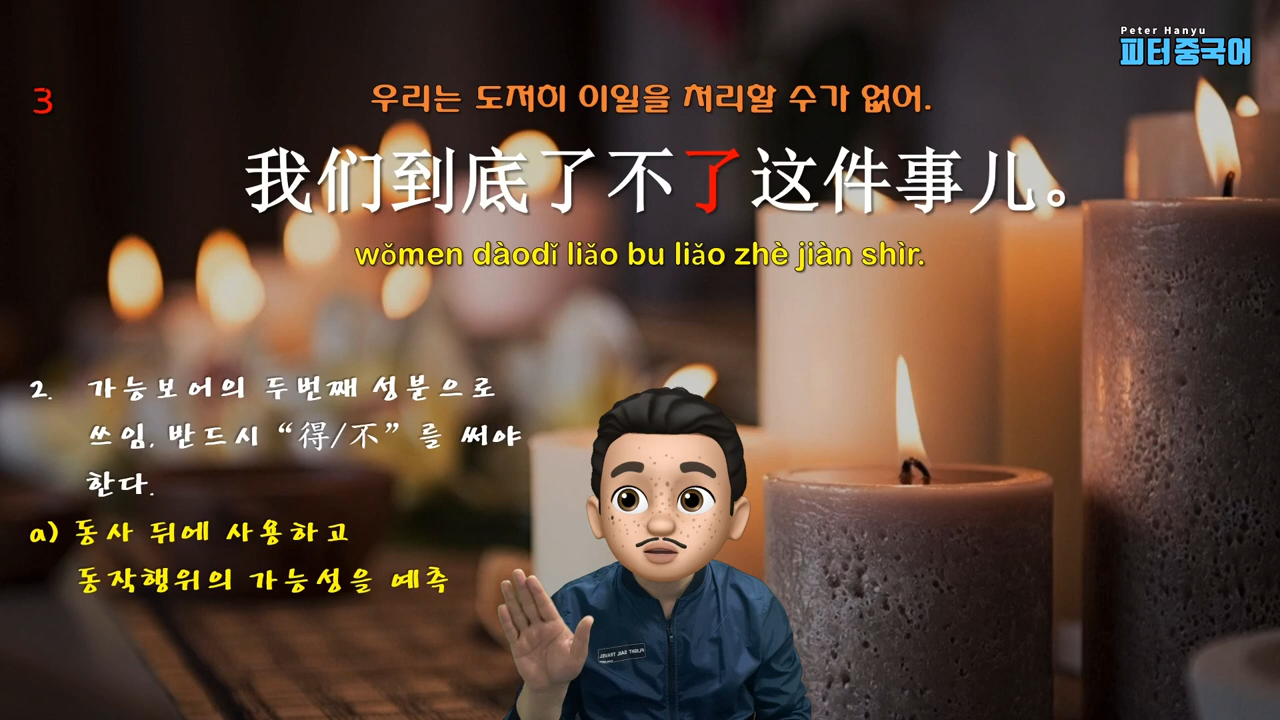 Peter Hanyu
피터 중국어
3
우리는 도저히 이일을 처리할 수가 없어.
我们到底了不了这件事儿。
wǒmen dàodǐ liǎo bu liǎo zhè jiàn shìr.
2. 가능보어의 두번째 성분으로
쓰임. 반드시 “得/不” 를 써야
한다.
a) 동사 뒤에 사용하고
동작행위의 가능성을 예측